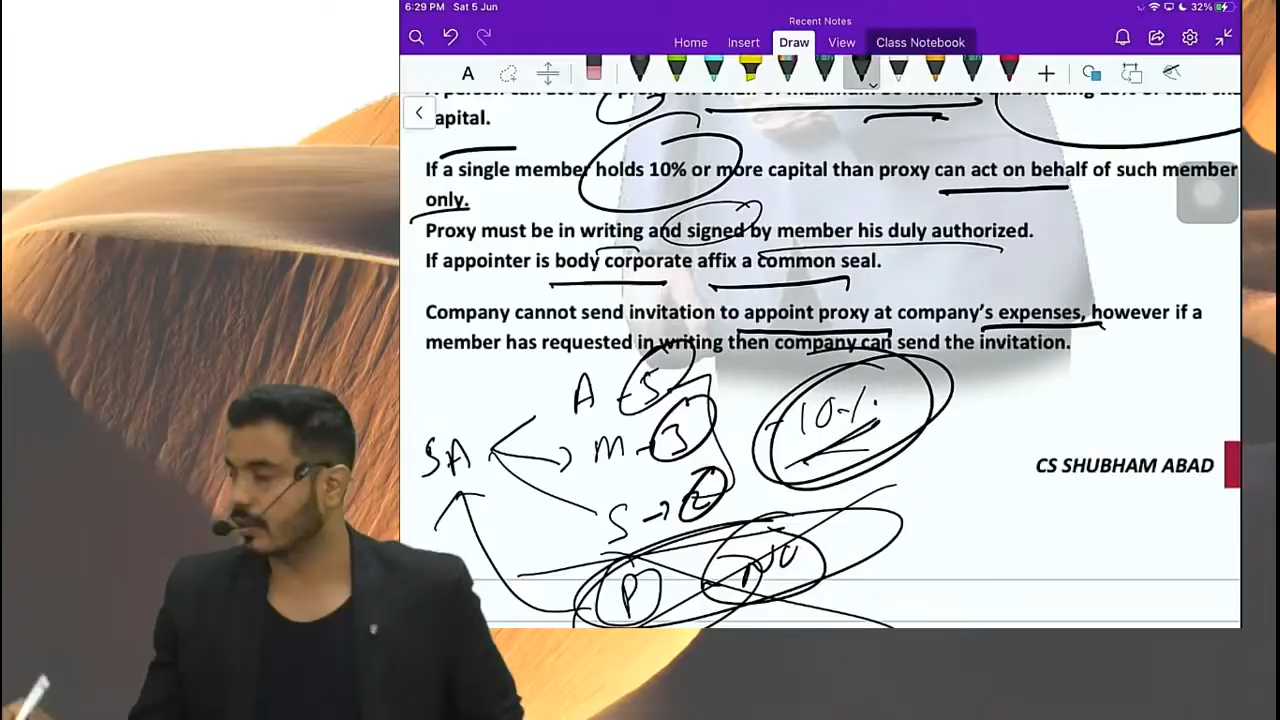 6:29 PM Sat 5 Jun
32%
Recent Notes
Home Insert Draw View Class Notebook
A
apital.
If a single member holds 10% or more capital than proxy can act on behalf of such member
only.
Proxy must be in writing and signed by member his duly authorized.
If appointer is body corporate affix a common seal.
Company cannot send invitation to appoint proxy at company's expenses, however if a
member has requested in writing then company can send the invitation.
A 5
10%
SA M 3
CS SHUBHAM ABAD
S 2
P